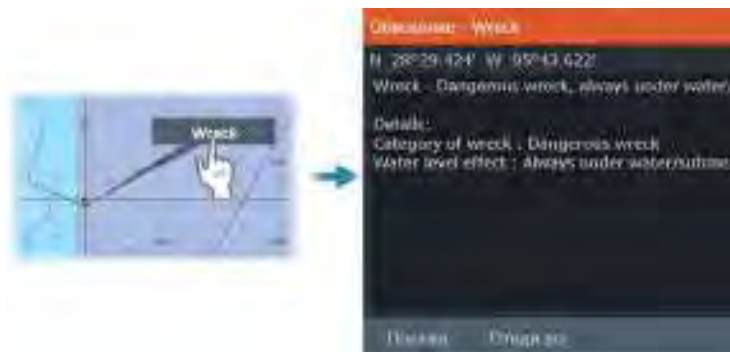 Wreck
Описание - Wreck
N 28°29.424' W 95°43.622'
Wreck - Dangerous wreck, always under water/
Details:
Category of wreck : Dangerous wreck
Water level effect : Always under water/subme